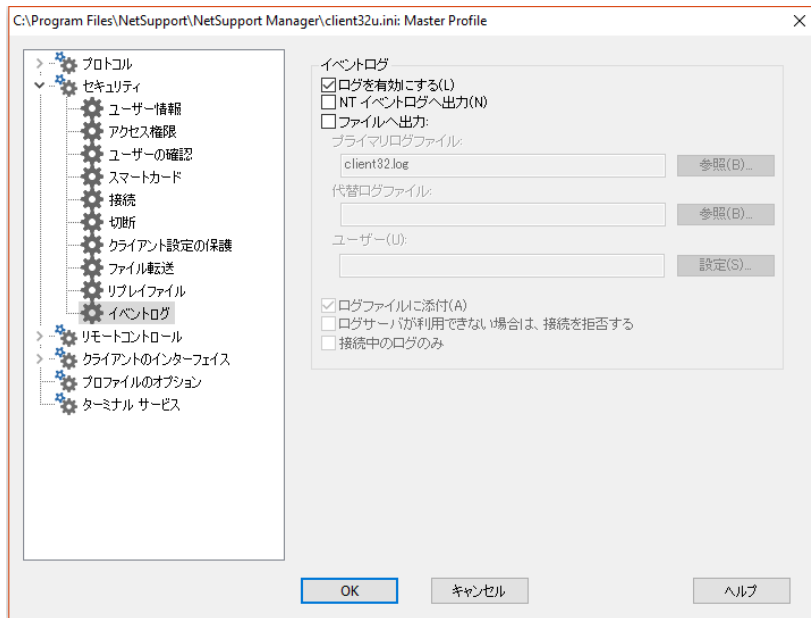 C:\Program Files\NetSupport\NetSupport Manager\client32u.ini: Master Profile
プロトコル
セキュリティ
ユーザー情報
アクセス権限
ユーザーの確認
スマートカード
接続
切断
クライアント設定の保護
ファイル転送
リプレイファイル
イベントログ
リモートコントロール
クライアントのインターフェイス
プロファイルのオプション
ターミナル サービス
イベントログ
ログを有効にする(L)
NT イベントログへ出力(N)
ファイルへ出力:
プライマリログファイル:
client32.log 参照(B)...
代替ログファイル:
参照(B)...
ユーザー(U):
設定(S)...
ログファイルに添付(A)
ログサーバが利用できない場合は、接続を拒否する
接続中のログのみ
OK キャンセル ヘルプ